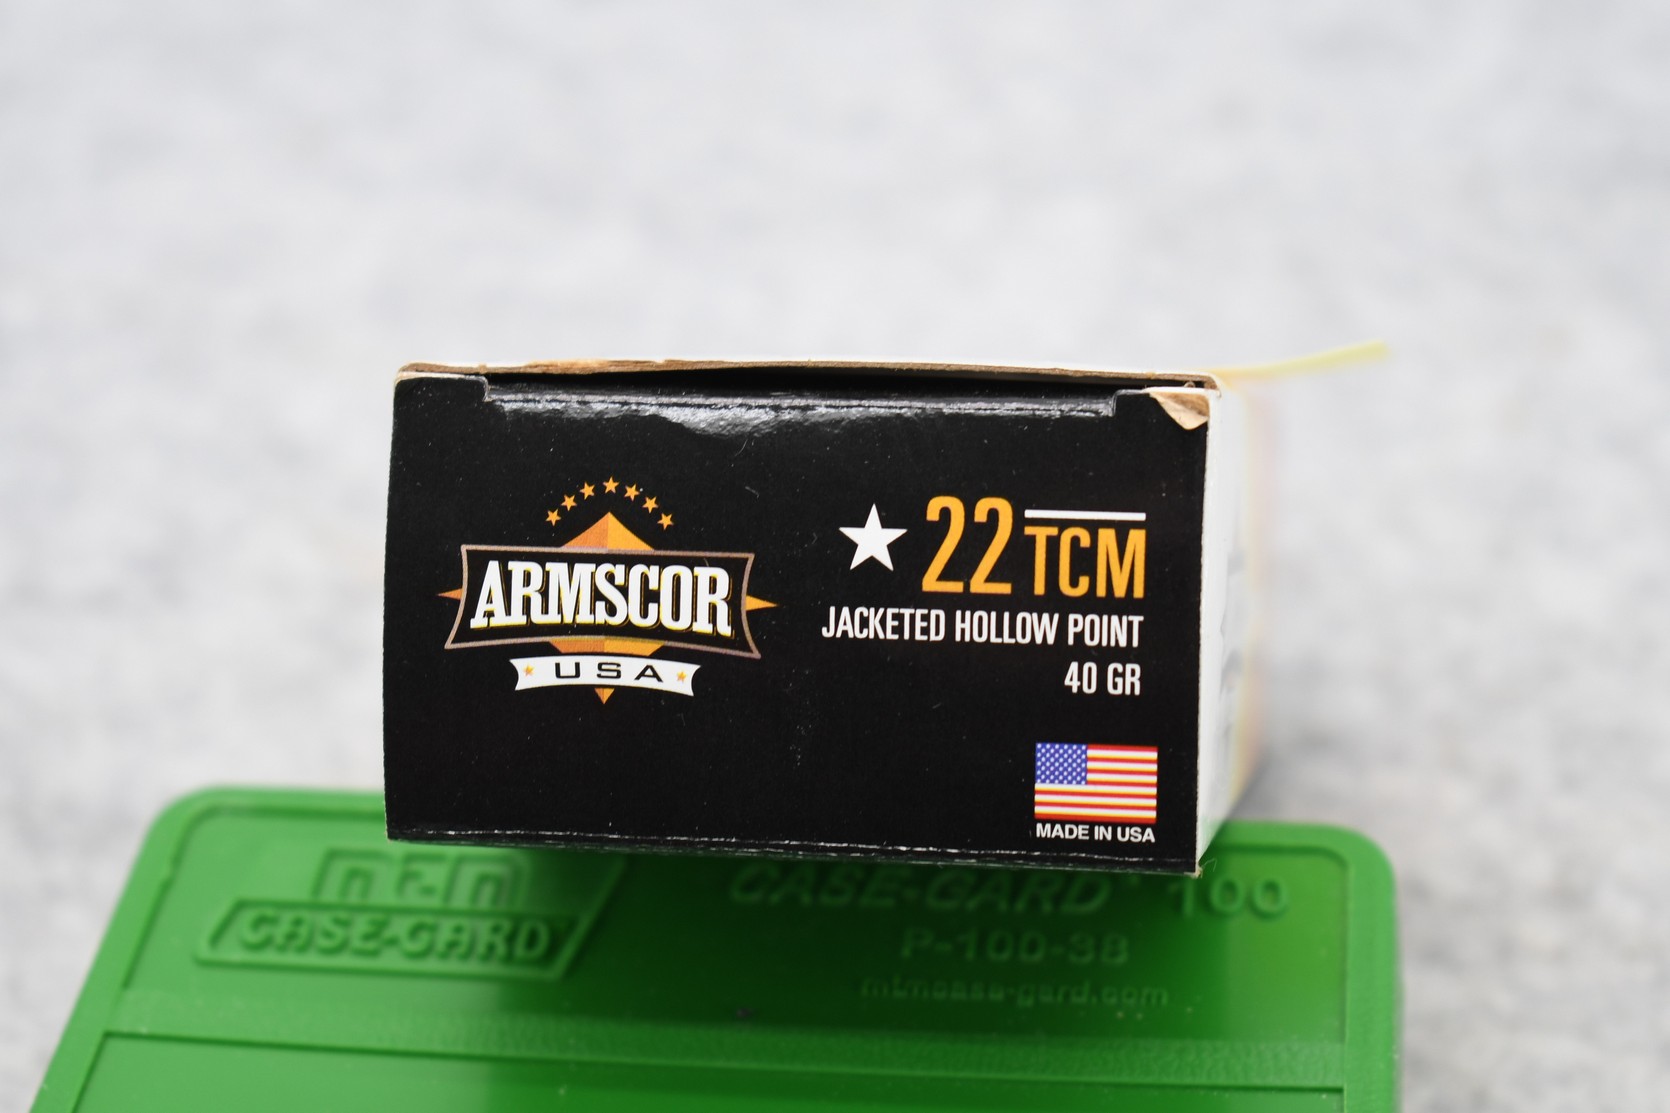 ARMSCOR
USA
22 TCM
JACKETED HOLLOW POINT
40 GR
MADE IN USA
mtm
CASE-GARD
CASE-GARD 100
P-100-38
mtmcase-gard.com